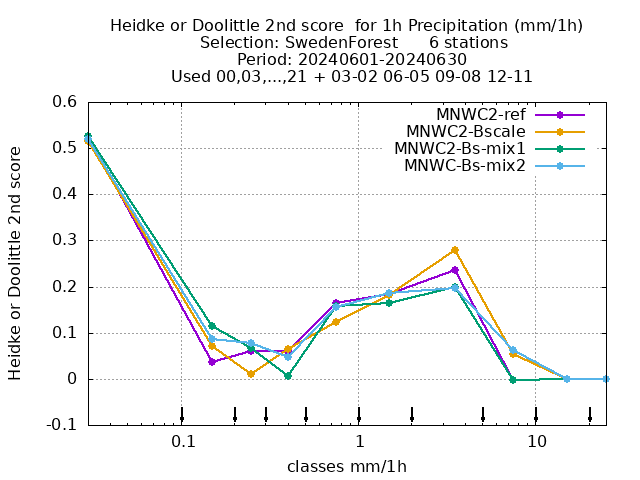 Heidke or Doolittle 2nd score  for 1h Precipitation (mm/1h)
Selection: SwedenForest      6 stations
Period: 20240601-20240630
Used 00,03,...,21 + 03-02 06-05 09-08 12-11
MNWC2-ref
MNWC2-Bscale
MNWC2-Bs-mix1
MNWC-Bs-mix2
Heidke or Doolittle 2nd score
0.6
0.5
0.4
0.3
0.2
0.1
0
-0.1
0.1 1 10
classes mm/1h